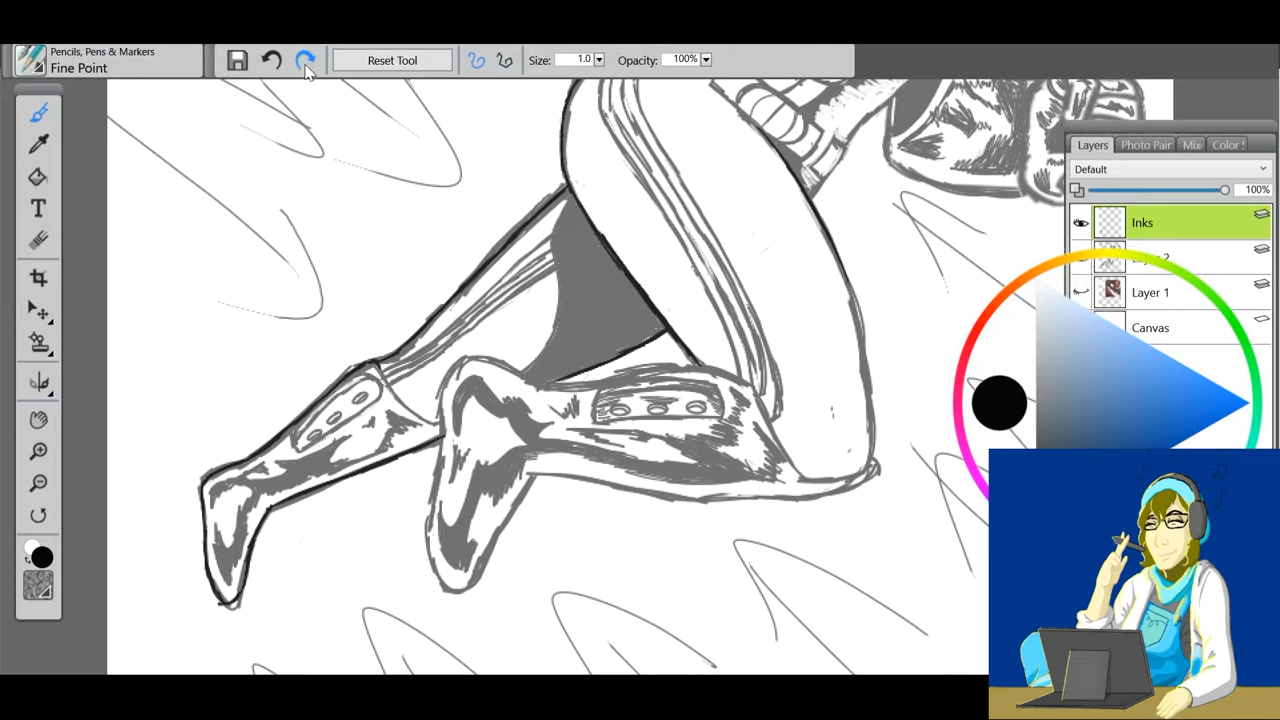 Pencils, Pens & Markers
Fine Point
Reset Tool
Size: 1.0
Opacity: 100%
Layers Photo Pair Mix Color !
Default
100%
Inks
Layer 1
Canvas
T